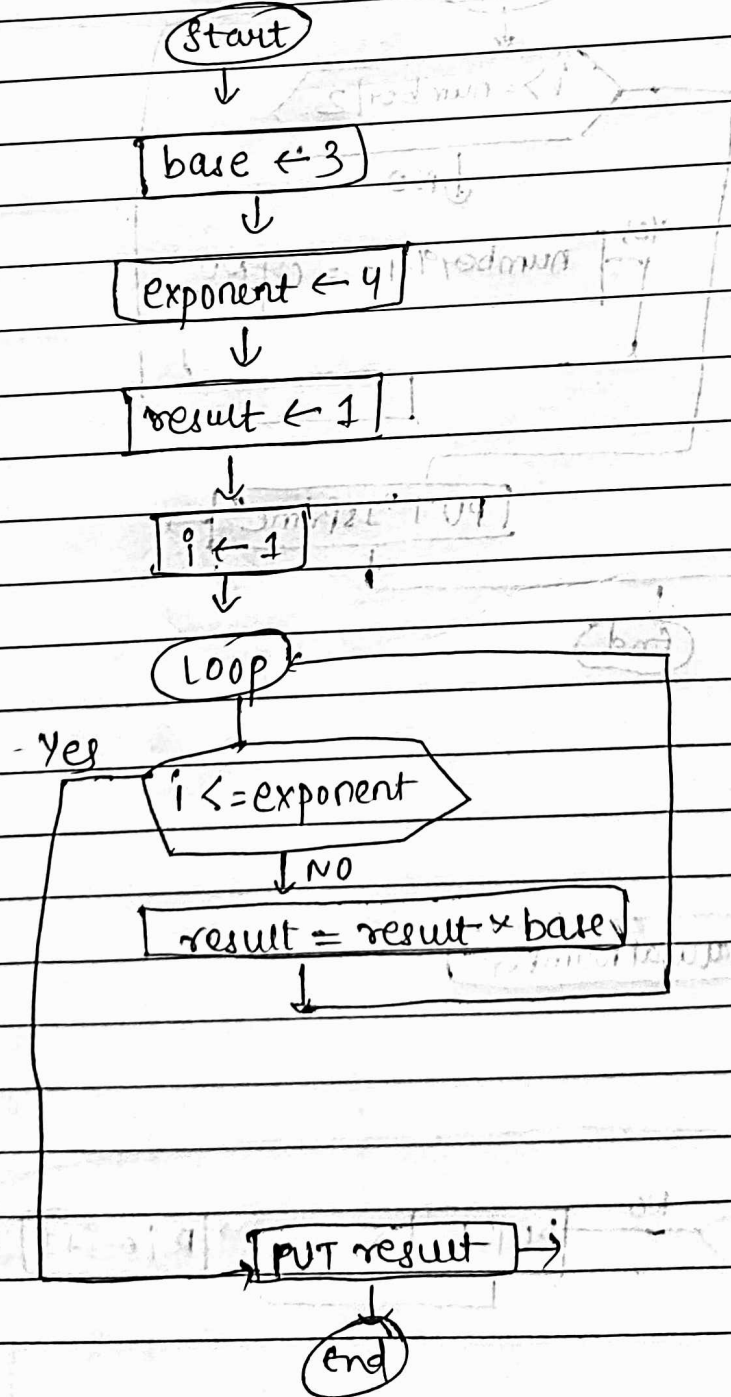 Start
base ← 3
exponent ← 4
result ← 1
i ← 1
LOOP
Yes
i <= exponent
NO
result = result * base
PUT result
end